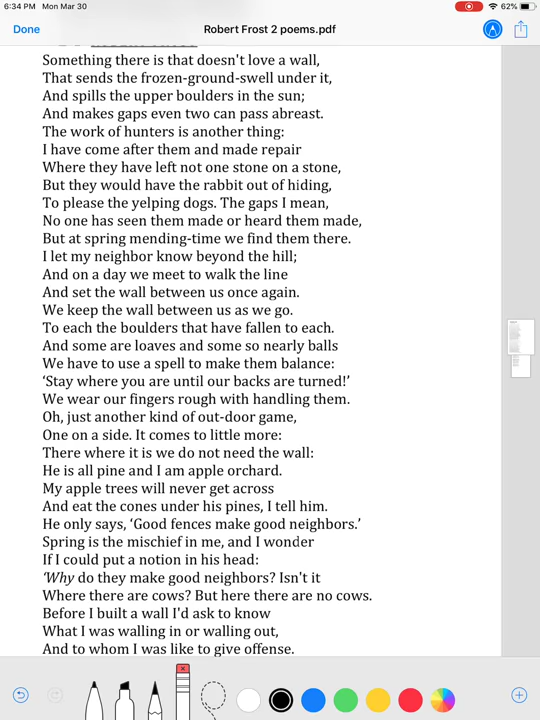 6:34 PM Mon Mar 30
62%
Done
Robert Frost 2 poems.pdf
Something there is that doesn't love a wall,
That sends the frozen-ground-swell under it,
And spills the upper boulders in the sun;
And makes gaps even two can pass abreast.
The work of hunters is another thing:
I have come after them and made repair
Where they have left not one stone on a stone,
But they would have the rabbit out of hiding,
To please the yelping dogs. The gaps I mean,
No one has seen them made or heard them made,
But at spring mending-time we find them there.
I let my neighbor know beyond the hill;
And on a day we meet to walk the line
And set the wall between us once again.
We keep the wall between us as we go.
To each the boulders that have fallen to each.
And some are loaves and some so nearly balls
We have to use a spell to make them balance:
‘Stay where you are until our backs are turned!’
We wear our fingers rough with handling them.
Oh, just another kind of out-door game,
One on a side. It comes to little more:
There where it is we do not need the wall:
He is all pine and I am apple orchard.
My apple trees will never get across
And eat the cones under his pines, I tell him.
He only says, ‘Good fences make good neighbors.’
Spring is the mischief in me, and I wonder
If I could put a notion in his head:
‘Why do they make good neighbors? Isn't it
Where there are cows? But here there are no cows.
Before I built a wall I'd ask to know
What I was walling in or walling out,
And to whom I was like to give offense.